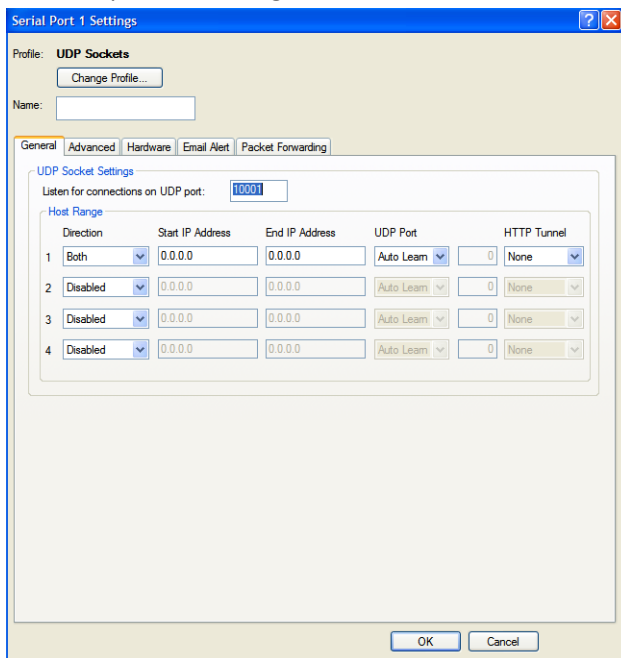 Serial Port 1 Settings
Profile: UDP Sockets
Change Profile...
Name:
General Advanced Hardware Email Alert Packet Forwarding
UDP Socket Settings
Listen for connections on UDP port: 10001
Host Range
Direction Start IP Address End IP Address UDP Port HTTP Tunnel
1 Both 0.0.0.0 0.0.0.0 Auto Learn 0 None
2 Disabled 0.0.0.0 0.0.0.0 Auto Learn 0 None
3 Disabled 0.0.0.0 0.0.0.0 Auto Learn 0 None
4 Disabled 0.0.0.0 0.0.0.0 Auto Learn 0 None
OK Cancel